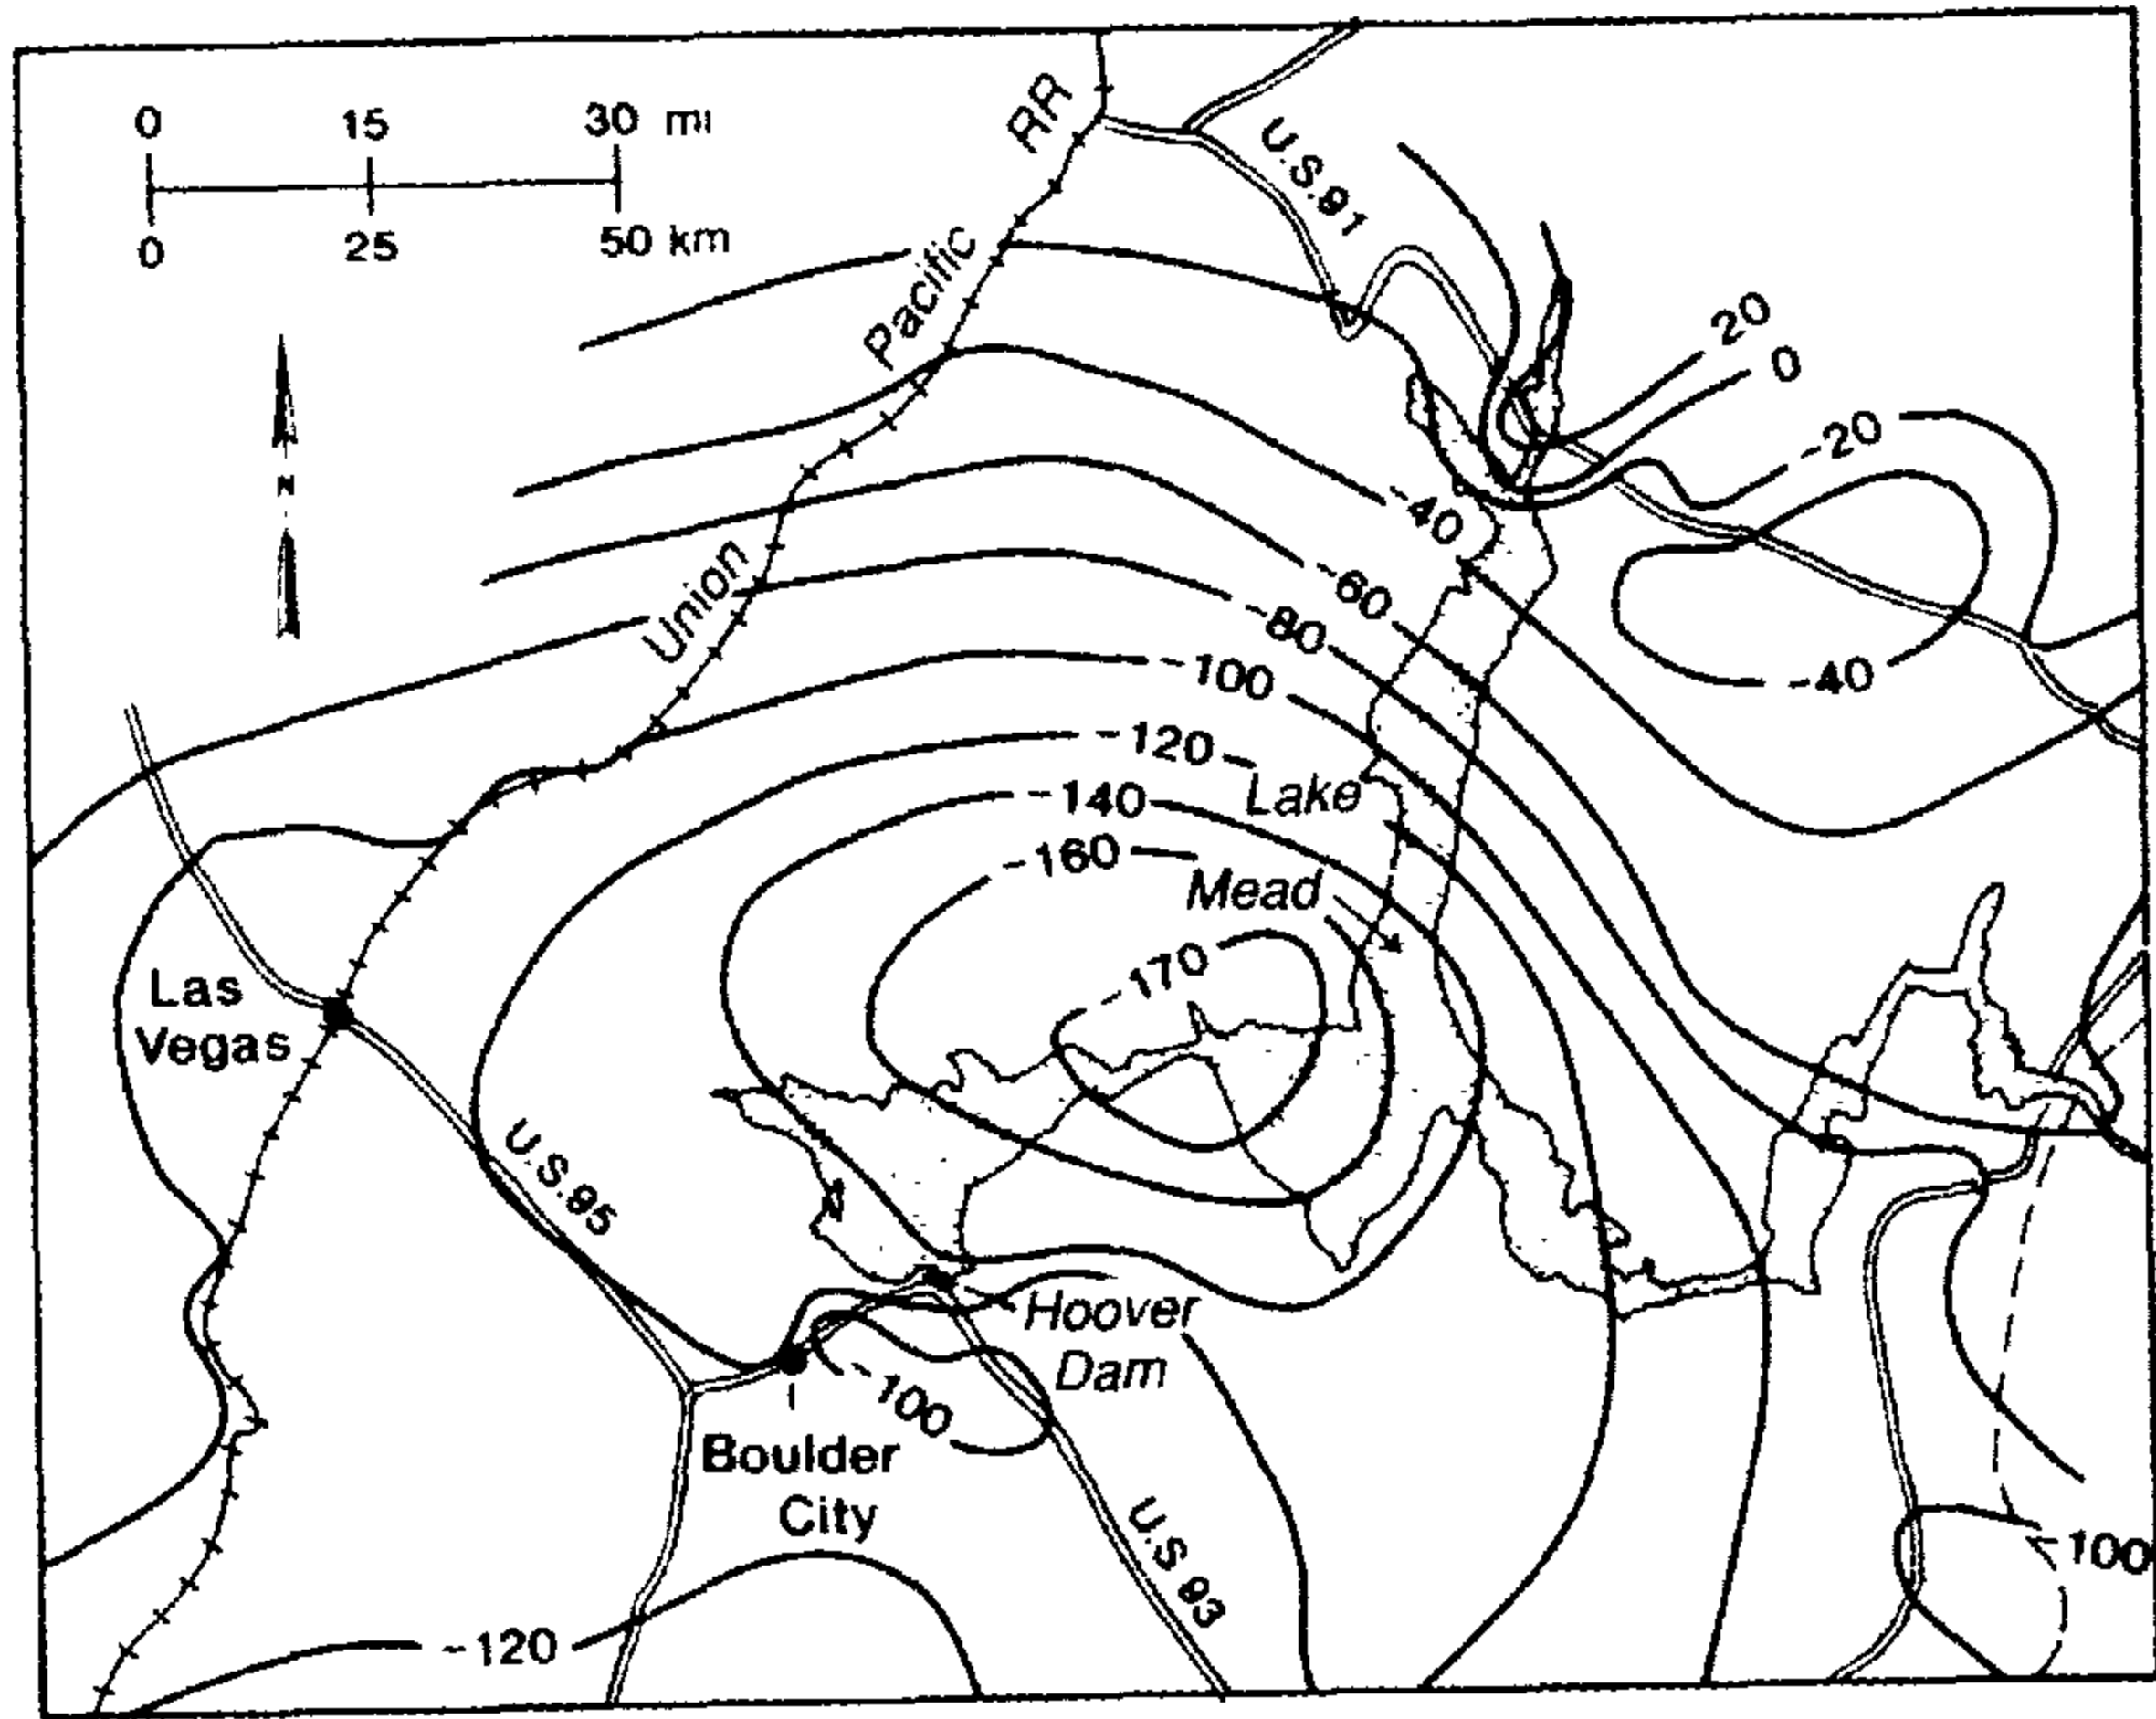 0 15 30 mi
0 25 50 km
N
Union Pacific RR
U.S.91
20
0
-20
-40
-40
-60
-80
-100
-120
-140
-160
-170
Lake
Mead
Las
Vegas
U.S.95
Hoover
Dam
-100
Boulder
City
U.S 93
-120
-100